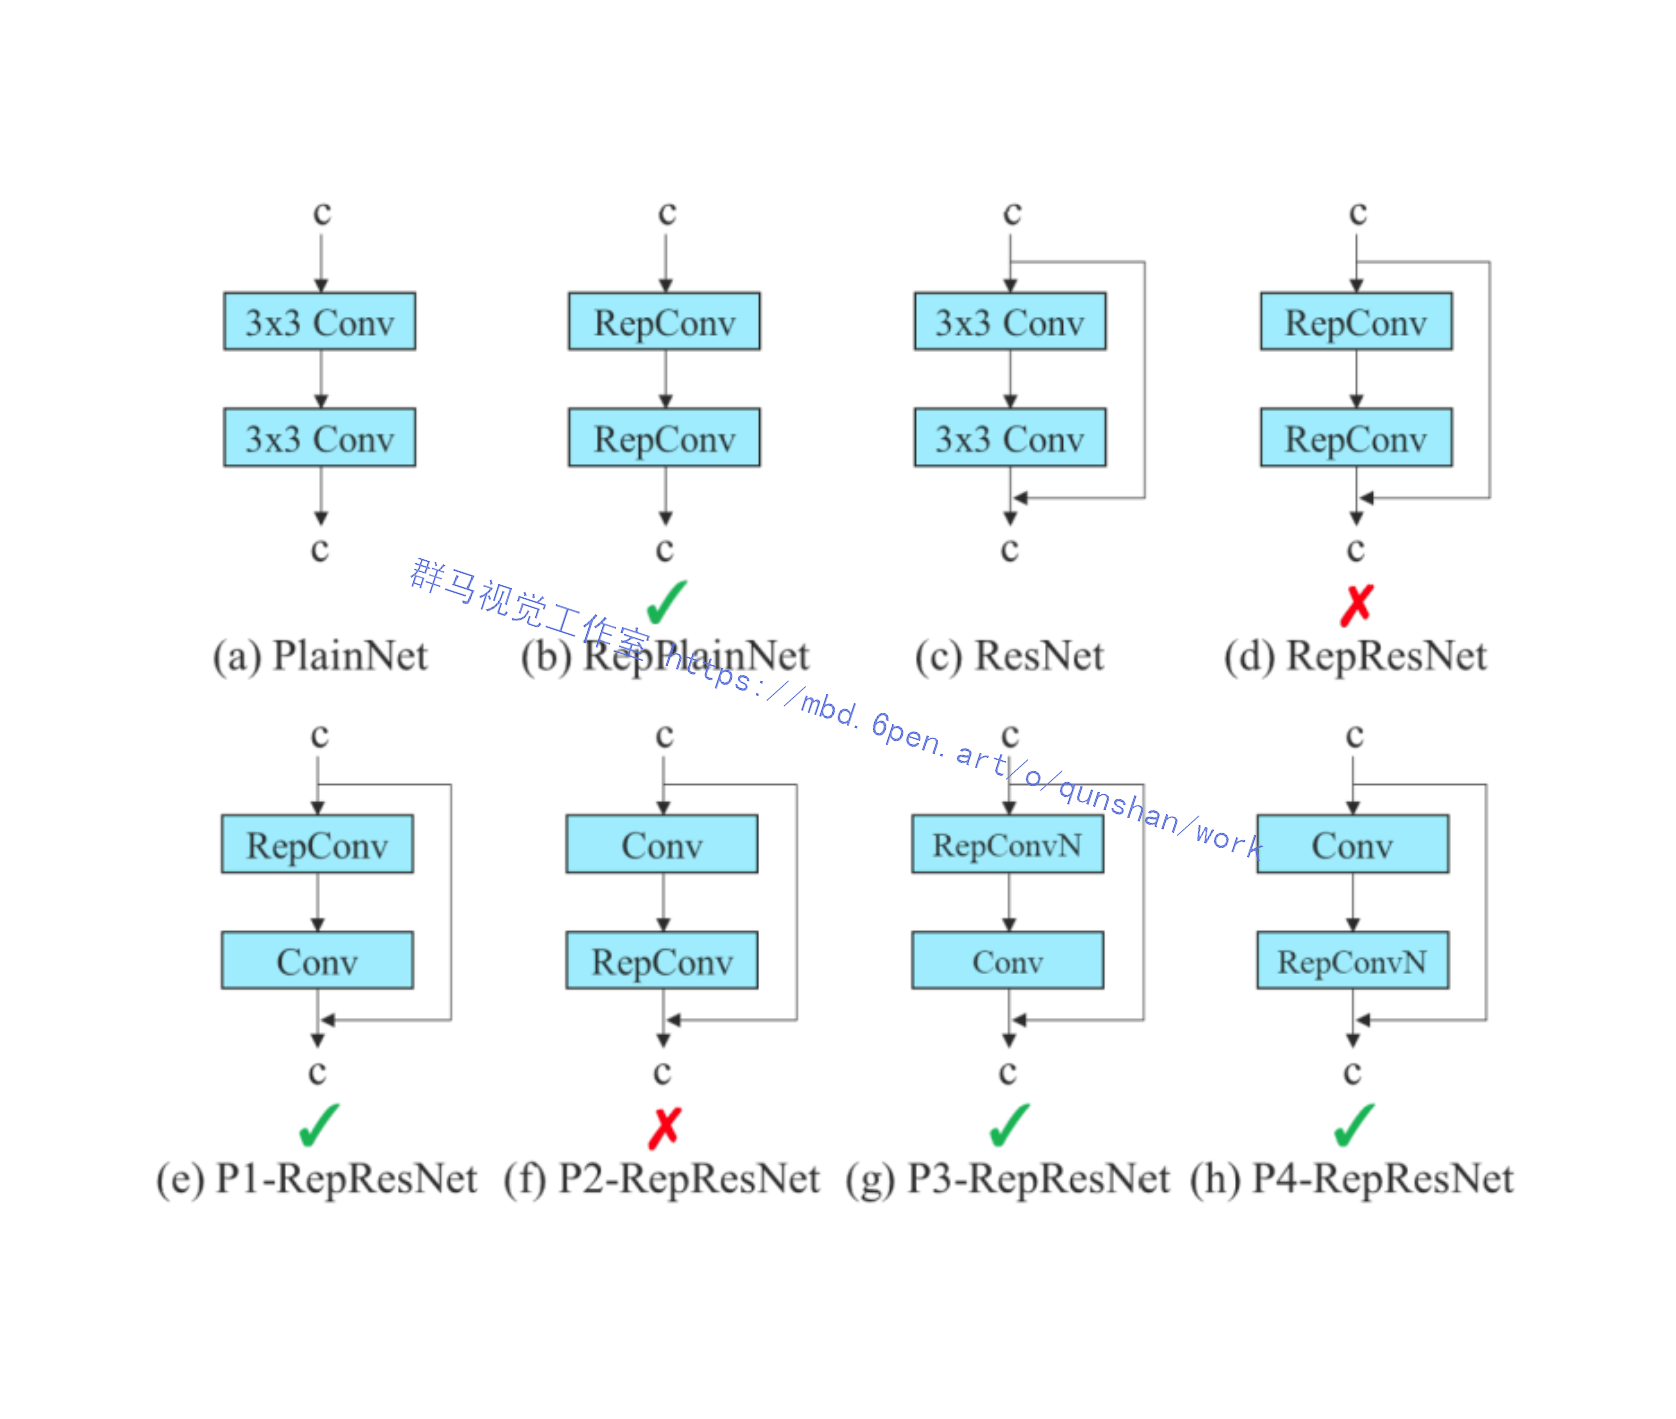 c c c c
3x3 Conv RepConv 3x3 Conv RepConv
3x3 Conv RepConv 3x3 Conv RepConv
c c c c
(a) PlainNet (b) RepPlainNet (c) ResNet (d) RepResNet
群马视觉工作室 https://mbd.6pen.art/o/qunshan/work
c c c c
RepConv Conv RepConvN Conv
Conv RepConv Conv RepConvN
c c c c
(e) P1-RepResNet (f) P2-RepResNet (g) P3-RepResNet (h) P4-RepResNet